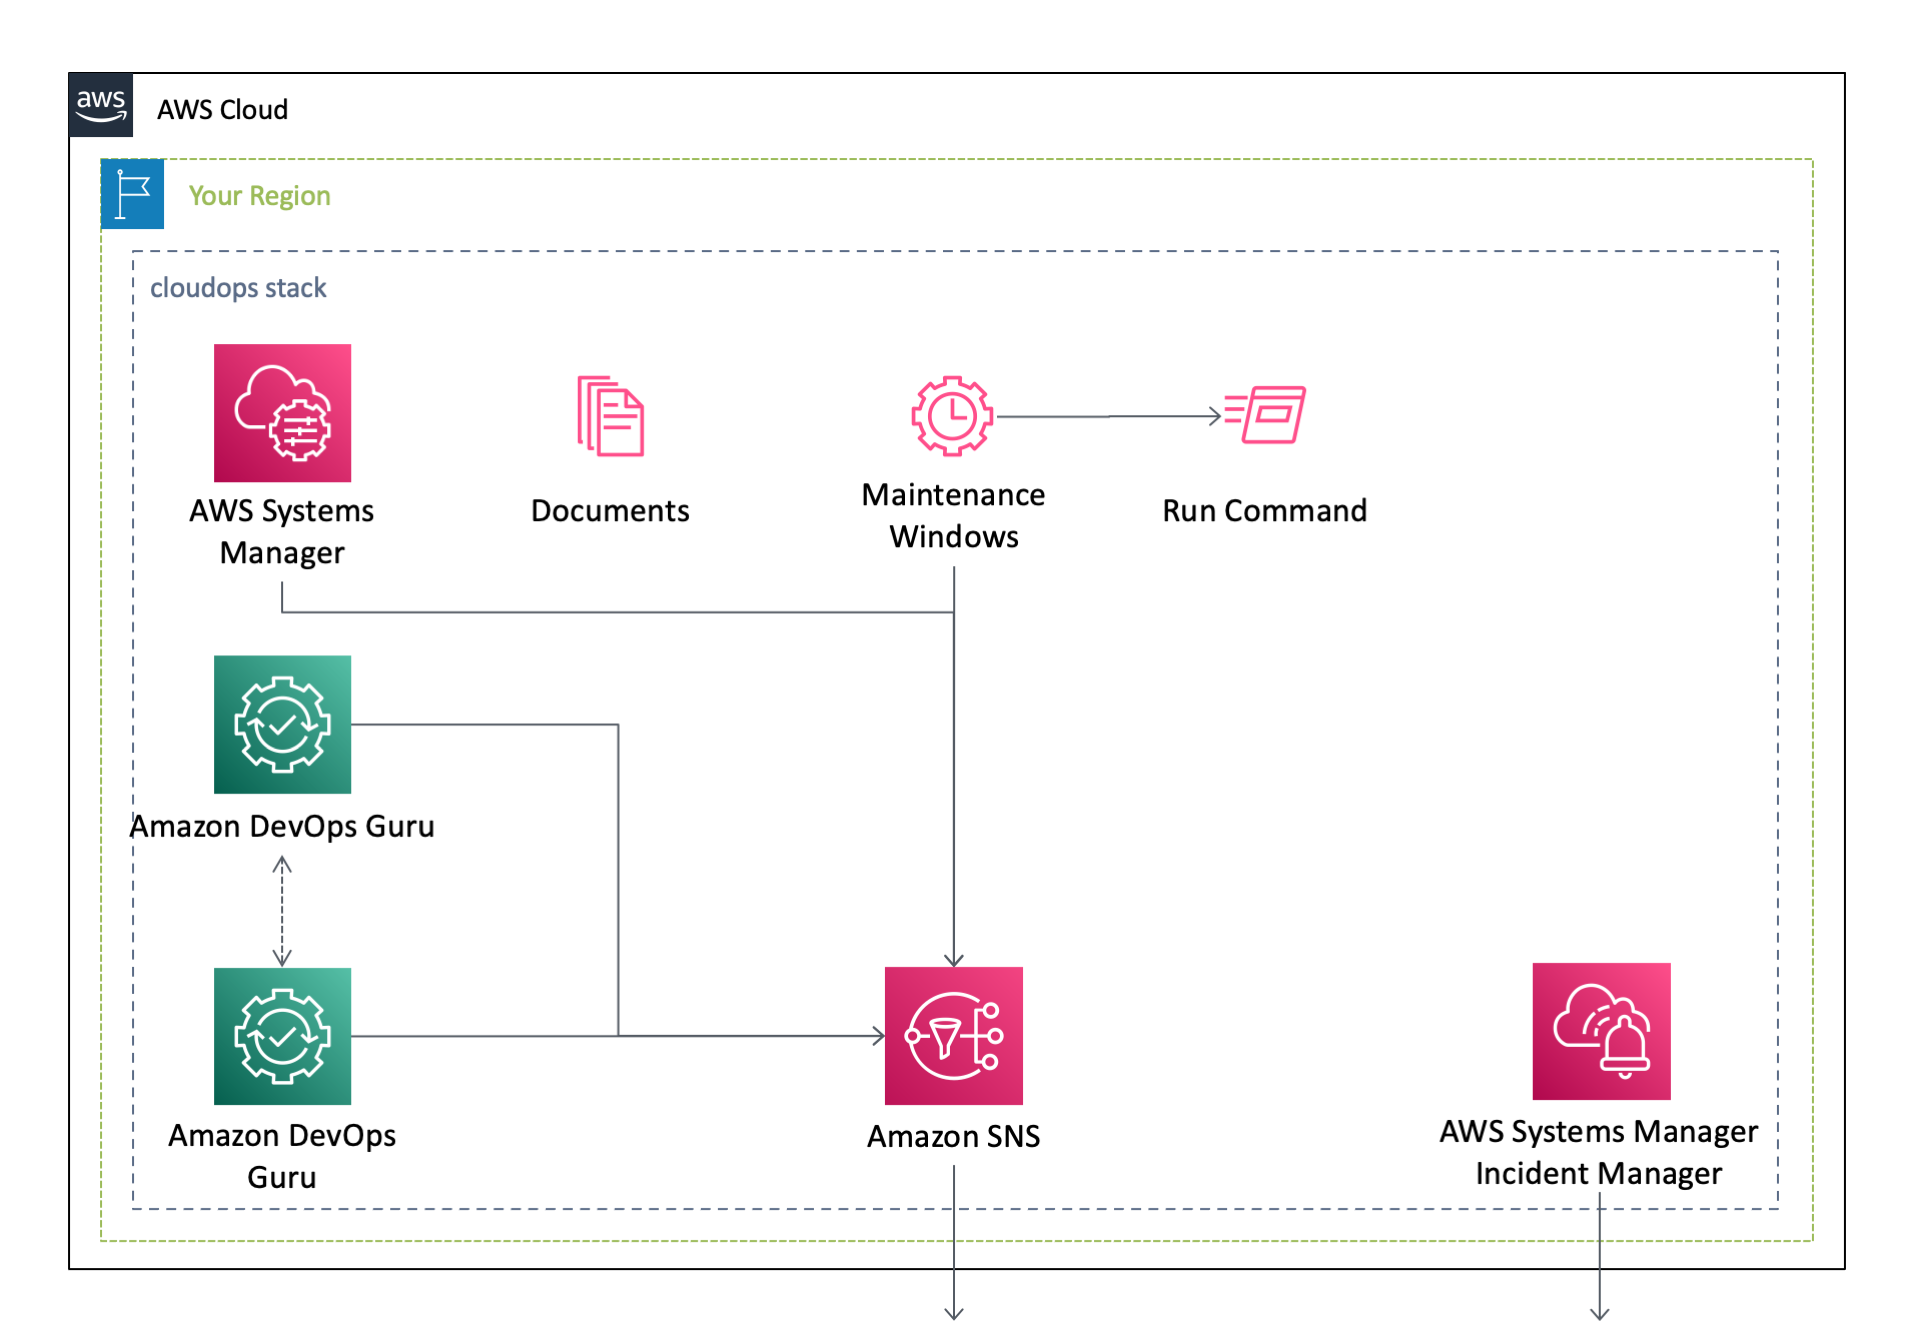 aws
AWS Cloud
Your Region
cloudops stack
AWS Systems
Manager
Documents
Maintenance
Windows
Run Command
Amazon DevOps Guru
Amazon DevOps
Guru
Amazon SNS
AWS Systems Manager
Incident Manager